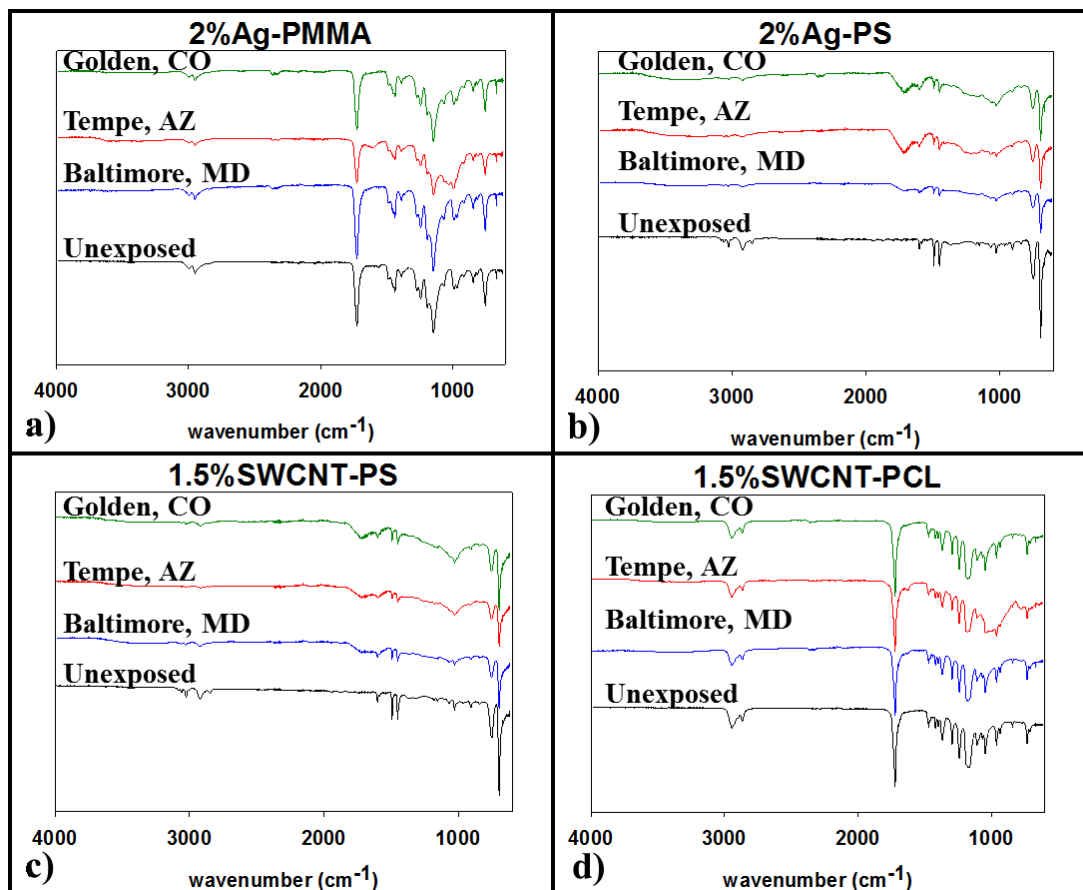 2%Ag-PMMA
Golden, CO
Tempe, AZ
Baltimore, MD
Unexposed
4000 3000 2000 1000
a)
wavenumber (cm-1)
2%Ag-PS
Golden, CO
Tempe, AZ
Baltimore, MD
Unexposed
4000 3000 2000 1000
b)
wavenumber (cm-1)
1.5%SWCNT-PS
Golden, CO
Tempe, AZ
Baltimore, MD
Unexposed
4000 3000 2000 1000
c)
wavenumber (cm-1)
1.5%SWCNT-PCL
Golden, CO
Tempe, AZ
Baltimore, MD
Unexposed
4000 3000 2000 1000
d)
wavenumber (cm-1)